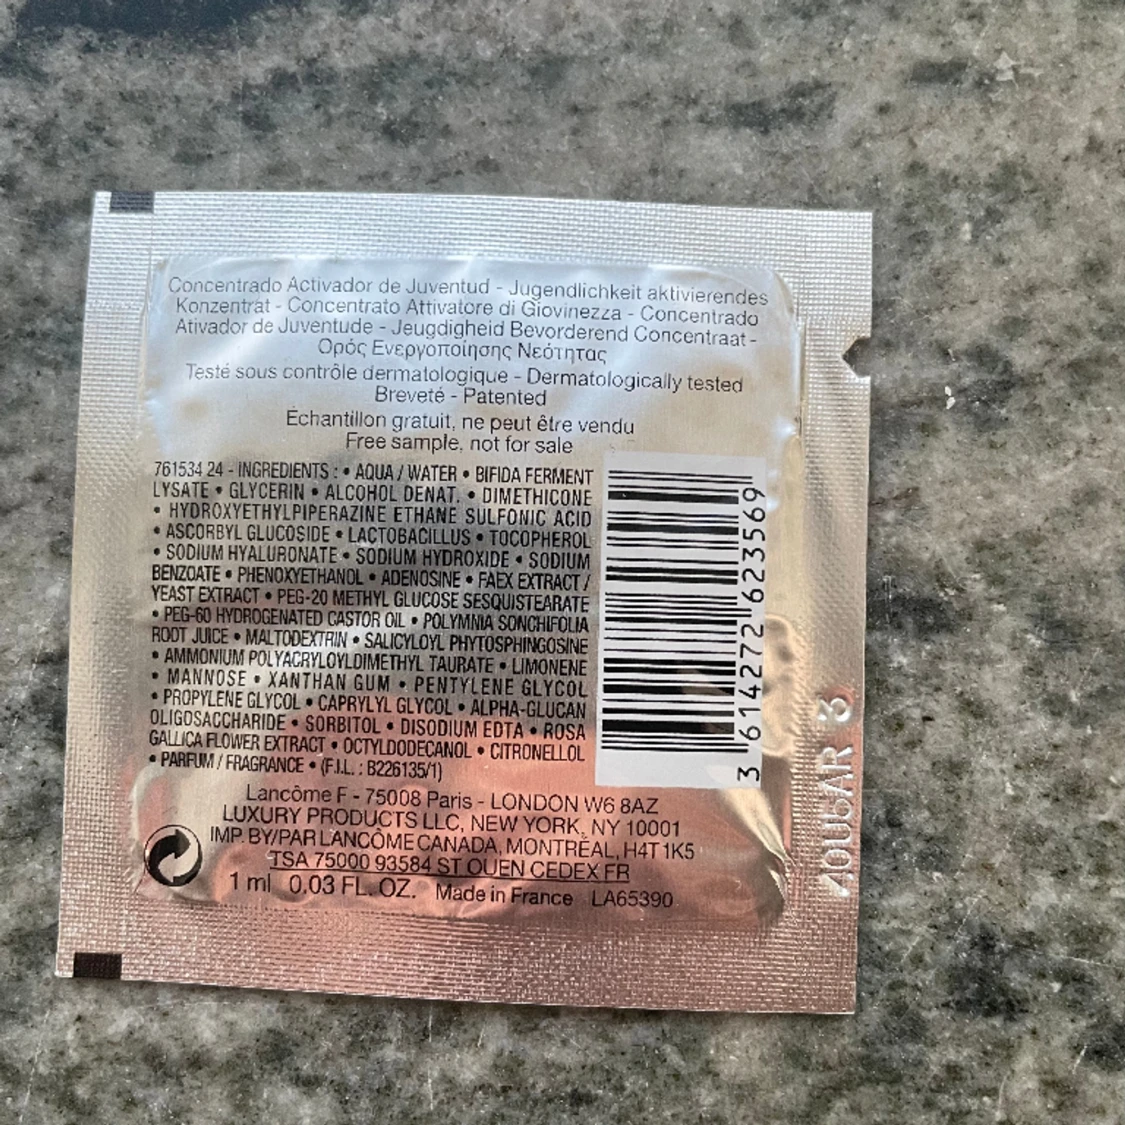 Concentrado Activador de Juventud - Jugendlichkeit aktivierendes
Konzentrat - Concentrato Attivatore di Giovinezza - Concentrado
Ativador de Juventude - Jeugdigheid Bevorderend Concentraat -
Ορός Ενεργοποίησης Νεότητας
Testé sous contrôle dermatologique - Dermatologically tested
Breveté - Patented
Échantillon gratuit, ne peut être vendu
Free sample, not for sale
761534 24 - INGREDIENTS : • AQUA / WATER • BIFIDA FERMENT
LYSATE • GLYCERIN • ALCOHOL DENAT. • DIMETHICONE
• HYDROXYETHYLPIPERAZINE ETHANE SULFONIC ACID
• ASCORBYL GLUCOSIDE • LACTOBACILLUS • TOCOPHEROL
• SODIUM HYALURONATE • SODIUM HYDROXIDE • SODIUM
BENZOATE • PHENOXYETHANOL • ADENOSINE • FAEX EXTRACT /
YEAST EXTRACT • PEG-20 METHYL GLUCOSE SESQUISTEARATE
• PEG-60 HYDROGENATED CASTOR OIL • POLYMNIA SONCHIFOLIA
ROOT JUICE • MALTODEXTRIN • SALICYLOYL PHYTOSPHINGOSINE
• AMMONIUM POLYACRYLOYLDIMETHYL TAURATE • LIMONENE
• MANNOSE • XANTHAN GUM • PENTYLENE GLYCOL
• PROPYLENE GLYCOL • CAPRYLYL GLYCOL • ALPHA-GLUCAN
OLIGOSACCHARIDE • SORBITOL • DISODIUM EDTA • ROSA
GALLICA FLOWER EXTRACT • OCTYLDODECANOL • CITRONELLOL
• PARFUM / FRAGRANCE • (F.I.L. : B226135/1)
3 614272 623569
Lancôme F - 75008 Paris - LONDON W6 8AZ
LUXURY PRODUCTS LLC, NEW YORK, NY 10001
IMP. BY/PAR LANCÔME CANADA, MONTRÉAL, H4T 1K5
TSA 75000 93584 ST OUEN CEDEX FR
1 ml 0.03 FL. OZ. Made in France LA65390